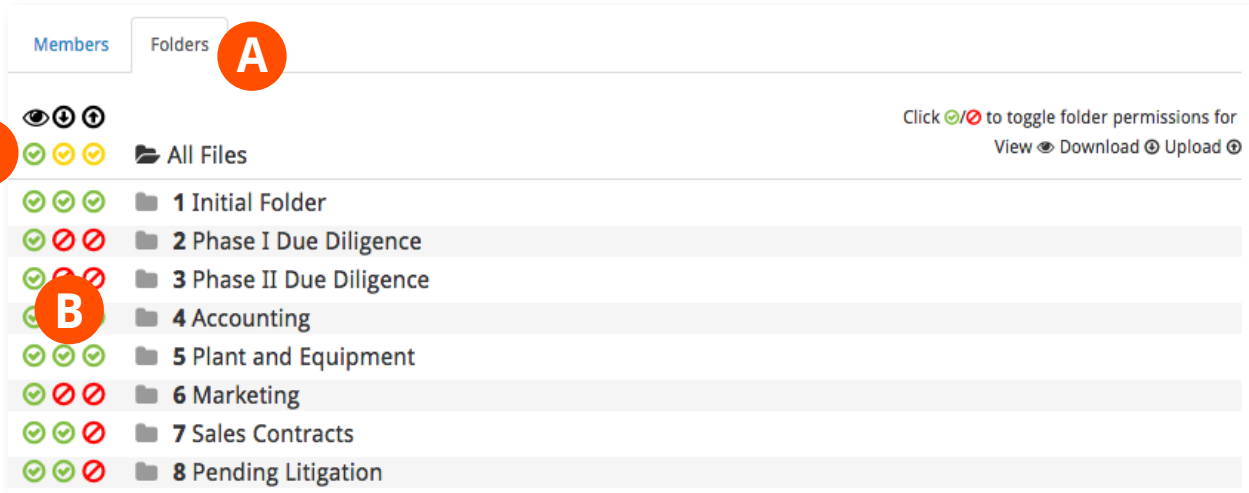 Members Folders A
Click / to toggle folder permissions for
View Download Upload
All Files
1 Initial Folder
2 Phase I Due Diligence
3 Phase II Due Diligence
B
4 Accounting
5 Plant and Equipment
6 Marketing
7 Sales Contracts
8 Pending Litigation